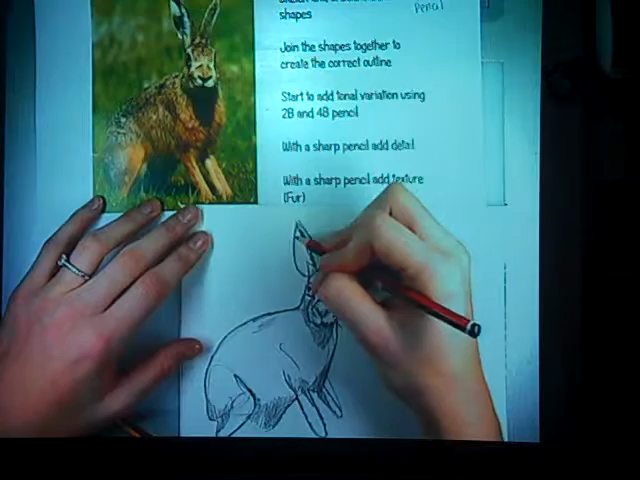 shapes
Pencil
Join the shapes together to
create the correct outline
Start to add tonal variation using
2B and 4B pencil
With a sharp pencil add detail
With a sharp pencil add texture
(Fur)